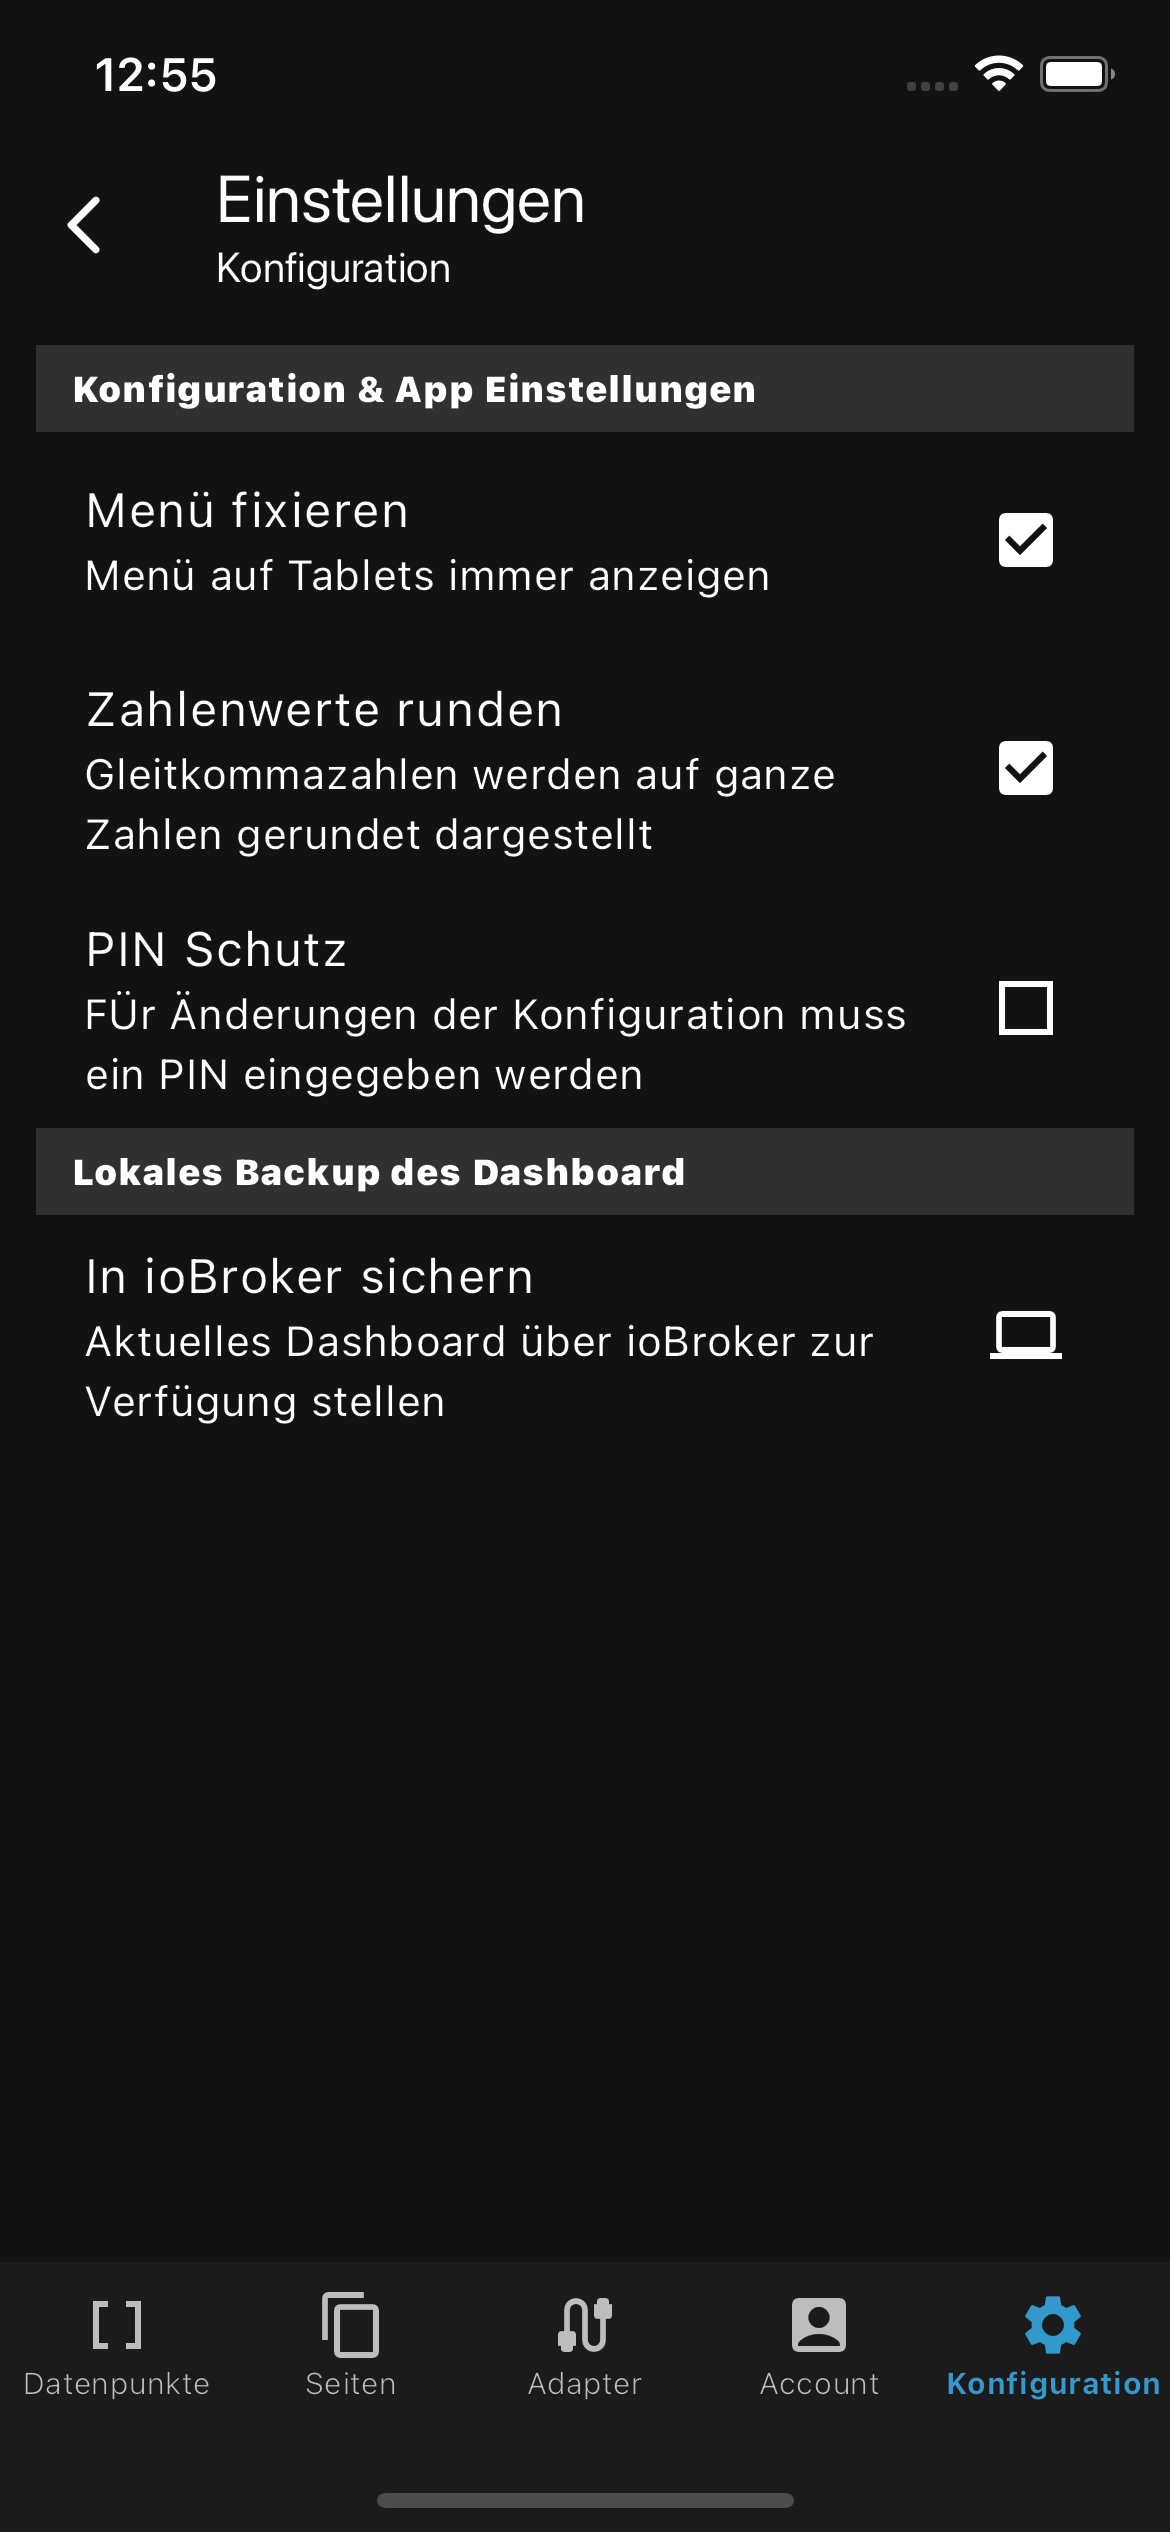 12:55
Einstellungen
Konfiguration
Konfiguration & App Einstellungen
Menü fixieren
Menü auf Tablets immer anzeigen
Zahlenwerte runden
Gleitkommazahlen werden auf ganze
Zahlen gerundet dargestellt
PIN Schutz
FÜr Änderungen der Konfiguration muss
ein PIN eingegeben werden
Lokales Backup des Dashboard
In ioBroker sichern
Aktuelles Dashboard über ioBroker zur
Verfügung stellen
Datenpunkte
Seiten
Adapter
Account
Konfiguration